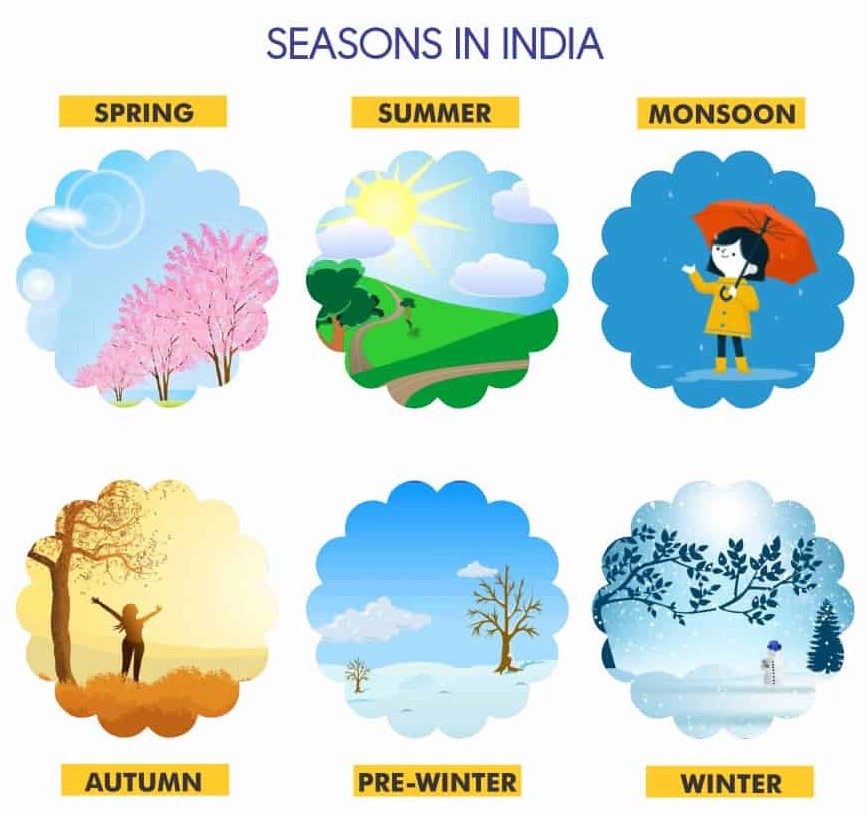 SEASONS IN INDIA
SPRING
SUMMER
MONSOON
AUTUMN
PRE-WINTER
WINTER